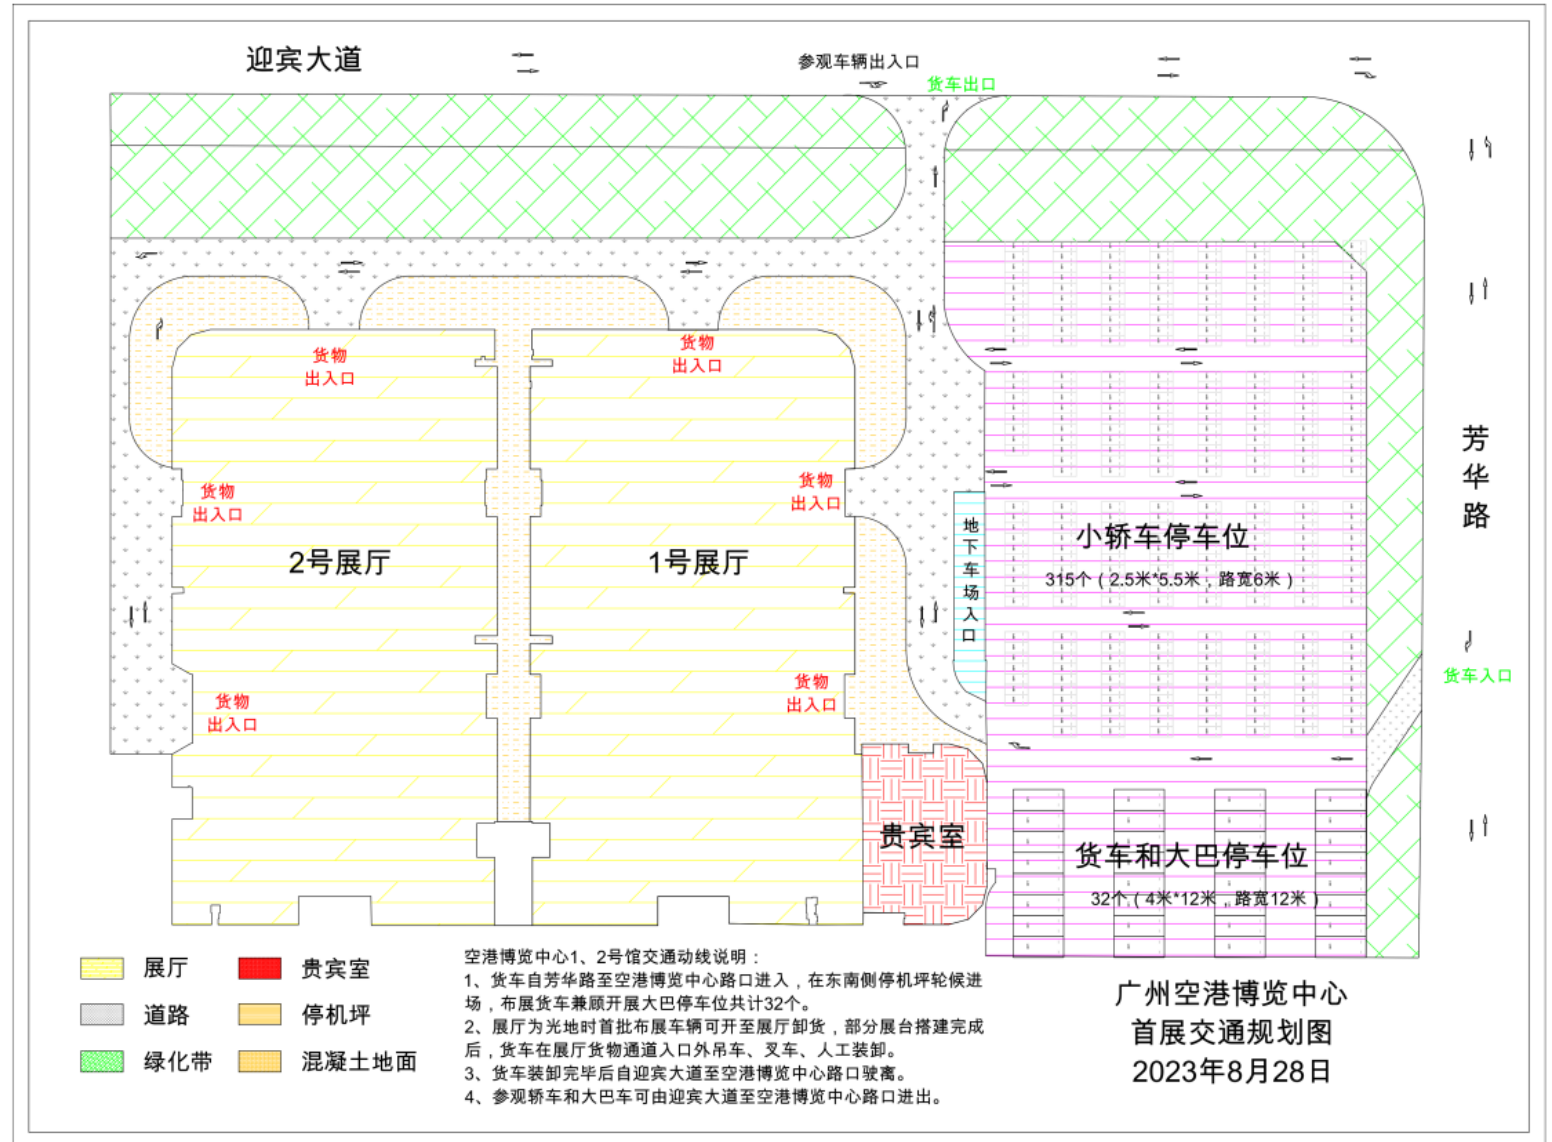 迎宾大道
参观车辆出入口
货车出口
货物
出入口
货物
出入口
货物
出入口
货物
出入口
2号展厅
1号展厅
地下车场入口
小轿车停车位
315个（2.5米*5.5米，路宽6米）
芳华路
货车入口
货物
出入口
货物
出入口
贵宾室
货车和大巴停车位
32个（4米*12米，路宽12米）
展厅
贵宾室
道路
停机坪
绿化带
混凝土地面
空港博览中心1、2号馆交通动线说明：
1、货车自芳华路至空港博览中心路口进入，在东南侧停机坪轮候进
场，布展货车兼顾开展大巴停车位共计32个。
2、展厅为光地时首批布展车辆可开至展厅卸货，部分展台搭建完成
后，货车在展厅货物通道入口外吊车、叉车、人工装卸。
3、货车装卸完毕后自迎宾大道至空港博览中心路口驶离。
4、参观轿车和大巴车可由迎宾大道至空港博览中心路口进出。
广州空港博览中心
首展交通规划图
2023年8月28日